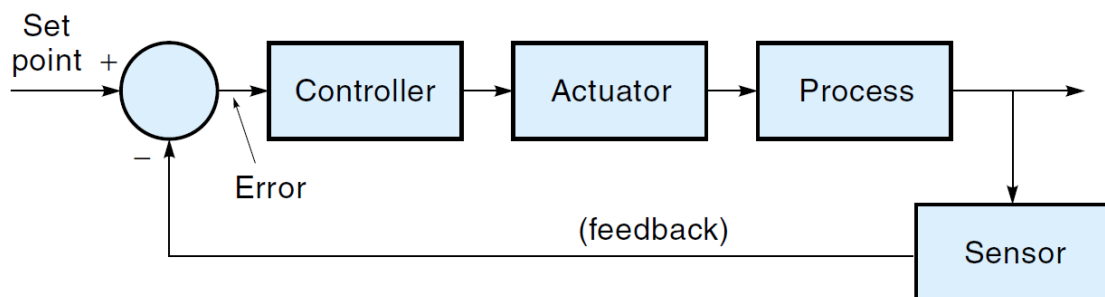 Set
point +
Controller
Actuator
Process
–
Error
(feedback)
Sensor